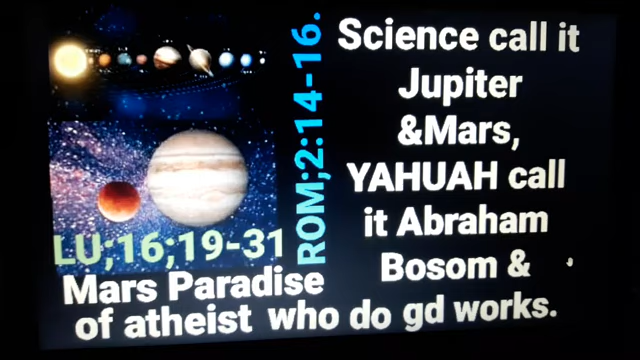 Science call it
Jupiter
&Mars,
YAHUAH call
it Abraham
Bosom &
ROM;2:14-16.
LU;16;19-31
Mars Paradise
of atheist who do gd works.